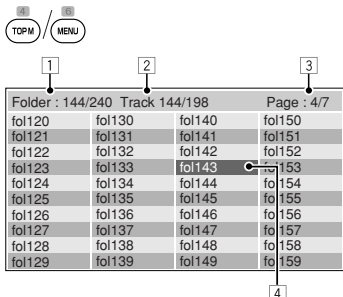 4 6
TOP M / MENU
1 2 3
Folder : 144/240 Track 144/198 Page : 4/7
fol120 fol130 fol140 fol150
fol121 fol131 fol141 fol151
fol122 fol132 fol142 fol152
fol123 fol133 fol143 fol153
fol124 fol134 fol144 fol154
fol125 fol135 fol145 fol155
fol126 fol136 fol146 fol156
fol127 fol137 fol147 fol157
fol128 fol138 fol148 fol158
fol129 fol139 fol149 fol159
4